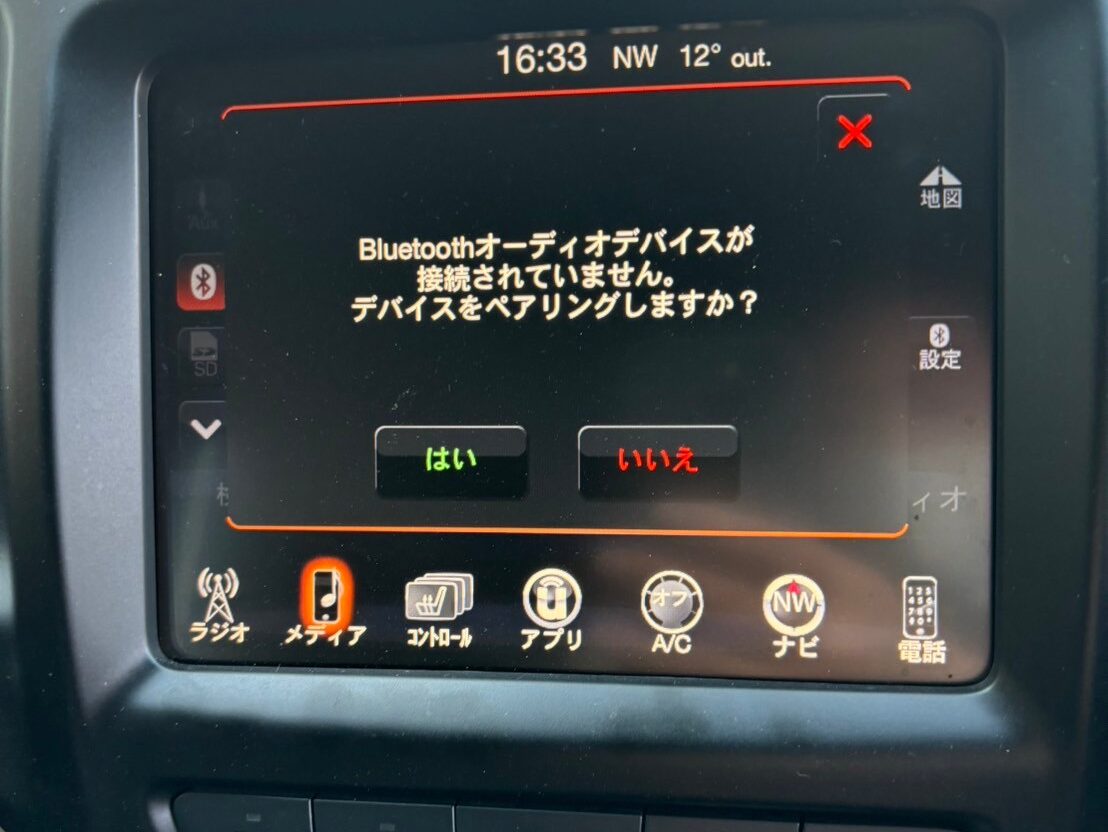 16:33 NW 12° out.
Aux
地図
Bluetoothオーディオデバイスが
接続されていません。
デバイスをペアリングしますか？
SD
設定
はい
いいえ
ィオ
オフ
NW
ラジオ
メディア
コントロール
アプリ
A/C
ナビ
電話